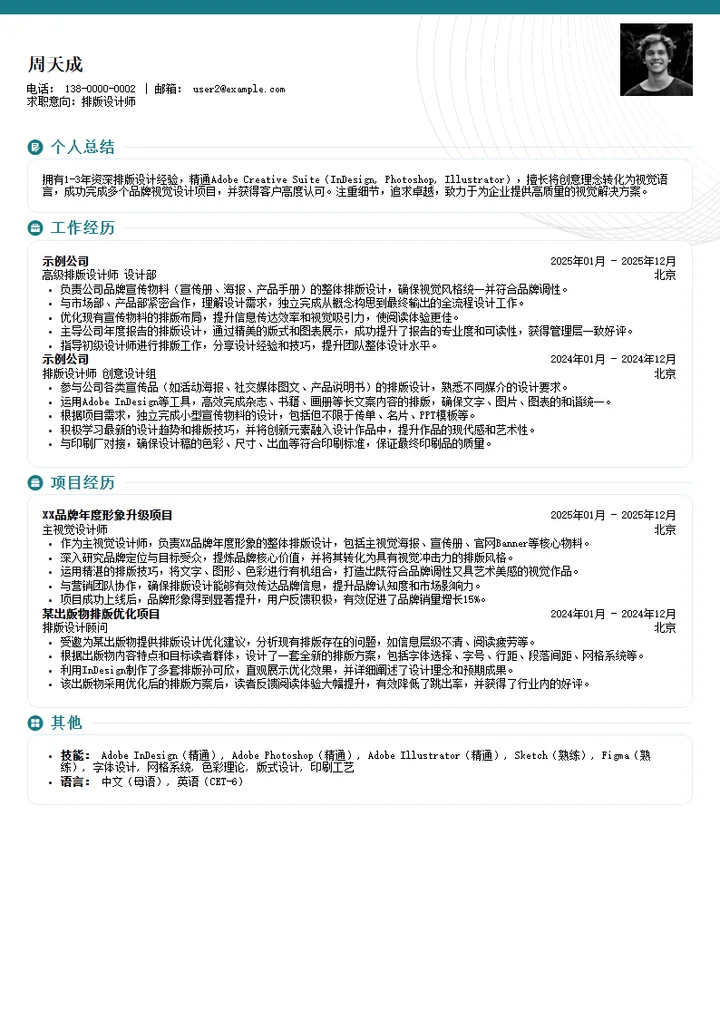 周天成
电话： 138-0000-0002 | 邮箱： user2@example.com
求职意向：排版设计师
个人总结
拥有1-3年资深排版设计经验，精通Adobe Creative Suite（InDesign, Photoshop, Illustrator），擅长将创意理念转化为视觉语
言，成功完成多个品牌视觉设计项目，并获得客户高度认可。注重细节，追求卓越，致力于为企业提供高质量的视觉解决方案。
工作经历
示例公司 2025年01月 - 2025年12月
高级排版设计师 设计部 北京
• 负责公司品牌宣传物料（宣传册、海报、产品手册）的整体排版设计，确保视觉风格统一并符合品牌调性。
• 与市场部、产品部紧密合作，理解设计需求，独立完成从概念构思到最终输出的全流程设计工作。
• 优化现有宣传物料的排版布局，提升信息传达效率和视觉吸引力，使阅读体验更佳。
• 主导公司年度报告的排版设计，通过精美的版式和图表展示，成功提升了报告的专业度和可读性，获得管理层一致好评。
• 指导初级设计师进行排版工作，分享设计经验和技巧，提升团队整体设计水平。
示例公司 2024年01月 - 2024年12月
排版设计师 创意设计组 北京
• 参与公司各类宣传品（如活动海报、社交媒体图文、产品说明书）的排版设计，熟悉不同媒介的设计要求。
• 运用Adobe InDesign等工具，高效完成杂志、书籍、画册等长文案内容的排版，确保文字、图片、图表的和谐统一。
• 根据项目需求，独立完成小型宣传物料的设计，包括但不限于传单、名片、PPT模板等。
• 积极学习最新的设计趋势和排版技巧，并将创新元素融入设计作品中，提升作品的现代感和艺术性。
• 与印刷厂对接，确保设计稿的色彩、尺寸、出血等符合印刷标准，保证最终印刷品的质量。
项目经历
XX品牌年度形象升级项目 2025年01月 - 2025年12月
主视觉设计师 北京
• 作为主视觉设计师，负责XX品牌年度形象的整体排版设计，包括主视觉海报、宣传册、官网Banner等核心物料。
• 深入研究品牌定位与目标受众，提炼品牌核心价值，并将其转化为具有视觉冲击力的排版风格。
• 运用精湛的排版技巧，将文字、图形、色彩进行有机组合，打造出既符合品牌调性又具艺术美感的视觉作品。
• 与营销团队协作，确保排版设计能够有效传达品牌信息，提升品牌认知度和市场影响力。
• 项目成功上线后，品牌形象得到显著提升，用户反馈积极，有效促进了品牌销量增长15%。
某出版物排版优化项目 2024年01月 - 2024年12月
排版设计顾问 北京
• 受邀为某出版物提供排版设计优化建议，分析现有排版存在的问题，如信息层级不清、阅读疲劳等。
• 根据出版物内容特点和目标读者群体，设计了一套全新的排版方案，包括字体选择、字号、行距、段落间距、网格系统等。
• 利用InDesign制作了多套排版孙可欣，直观展示优化效果，并详细阐述了设计理念和预期成果。
• 该出版物采用优化后的排版方案后，读者反馈阅读体验大幅提升，有效降低了跳出率，并获得了行业内的好评。
其他
• 技能： Adobe InDesign（精通）, Adobe Photoshop（精通）, Adobe Illustrator（精通）, Sketch（熟练）, Figma（熟
练）, 字体设计, 网格系统, 色彩理论, 版式设计, 印刷工艺
• 语言： 中文（母语）, 英语（CET-6）